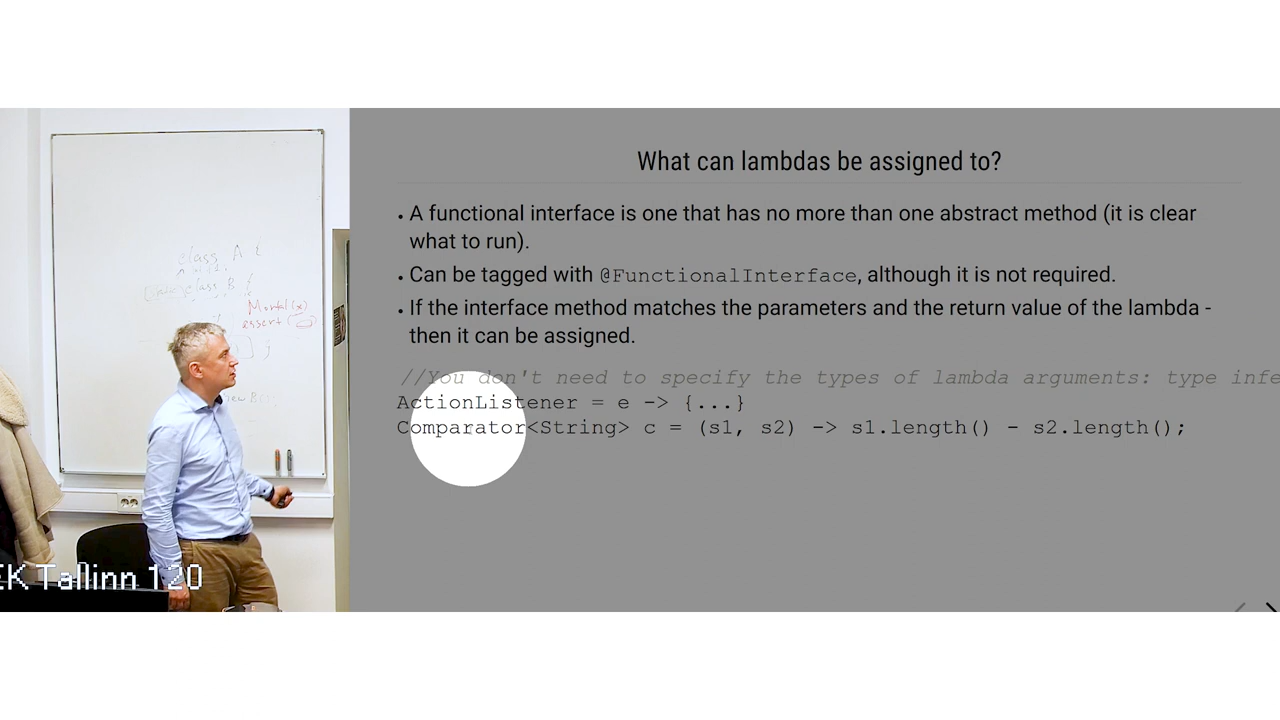 What can lambdas be assigned to?
• A functional interface is one that has no more than one abstract method (it is clear
what to run).
• Can be tagged with @FunctionalInterface, although it is not required.
• If the interface method matches the parameters and the return value of the lambda -
then it can be assigned.
//You don't need to specify the types of lambda arguments: type infe
ActionListener = e -> {...}
Comparator<String> c = (s1, s2) -> s1.length() - s2.length();
class A {
class B {
Mortal(x)
assert(
new B();
EK Tallinn 120